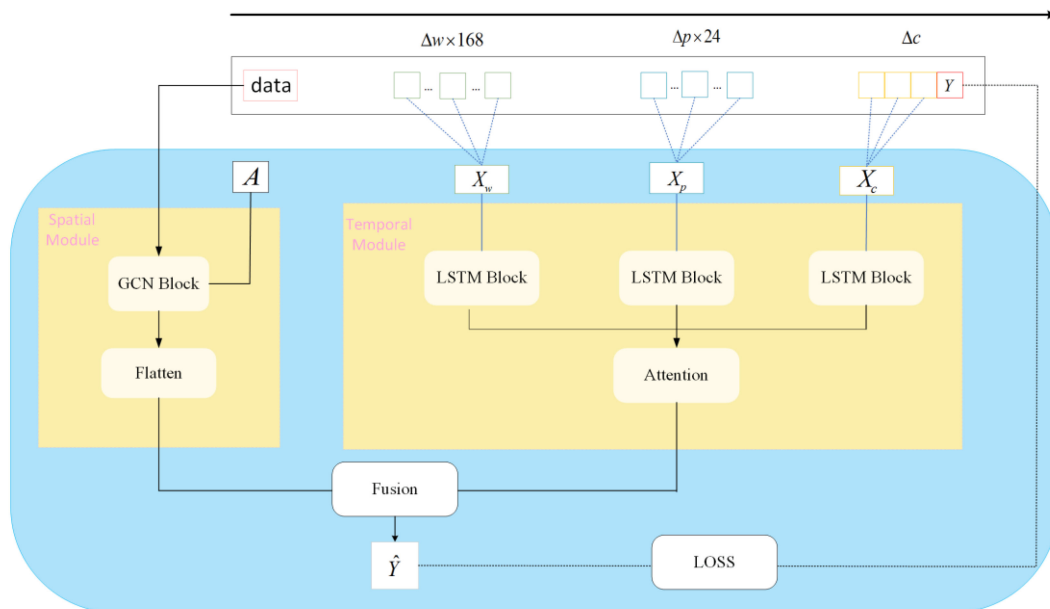 Δw×168 Δp×24 Δc
data ... ... ... ... Y
A X_w X_p X_c
Spatial
Module
Temporal
Module
GCN Block LSTM Block LSTM Block LSTM Block
Flatten Attention
Fusion
Ŷ LOSS